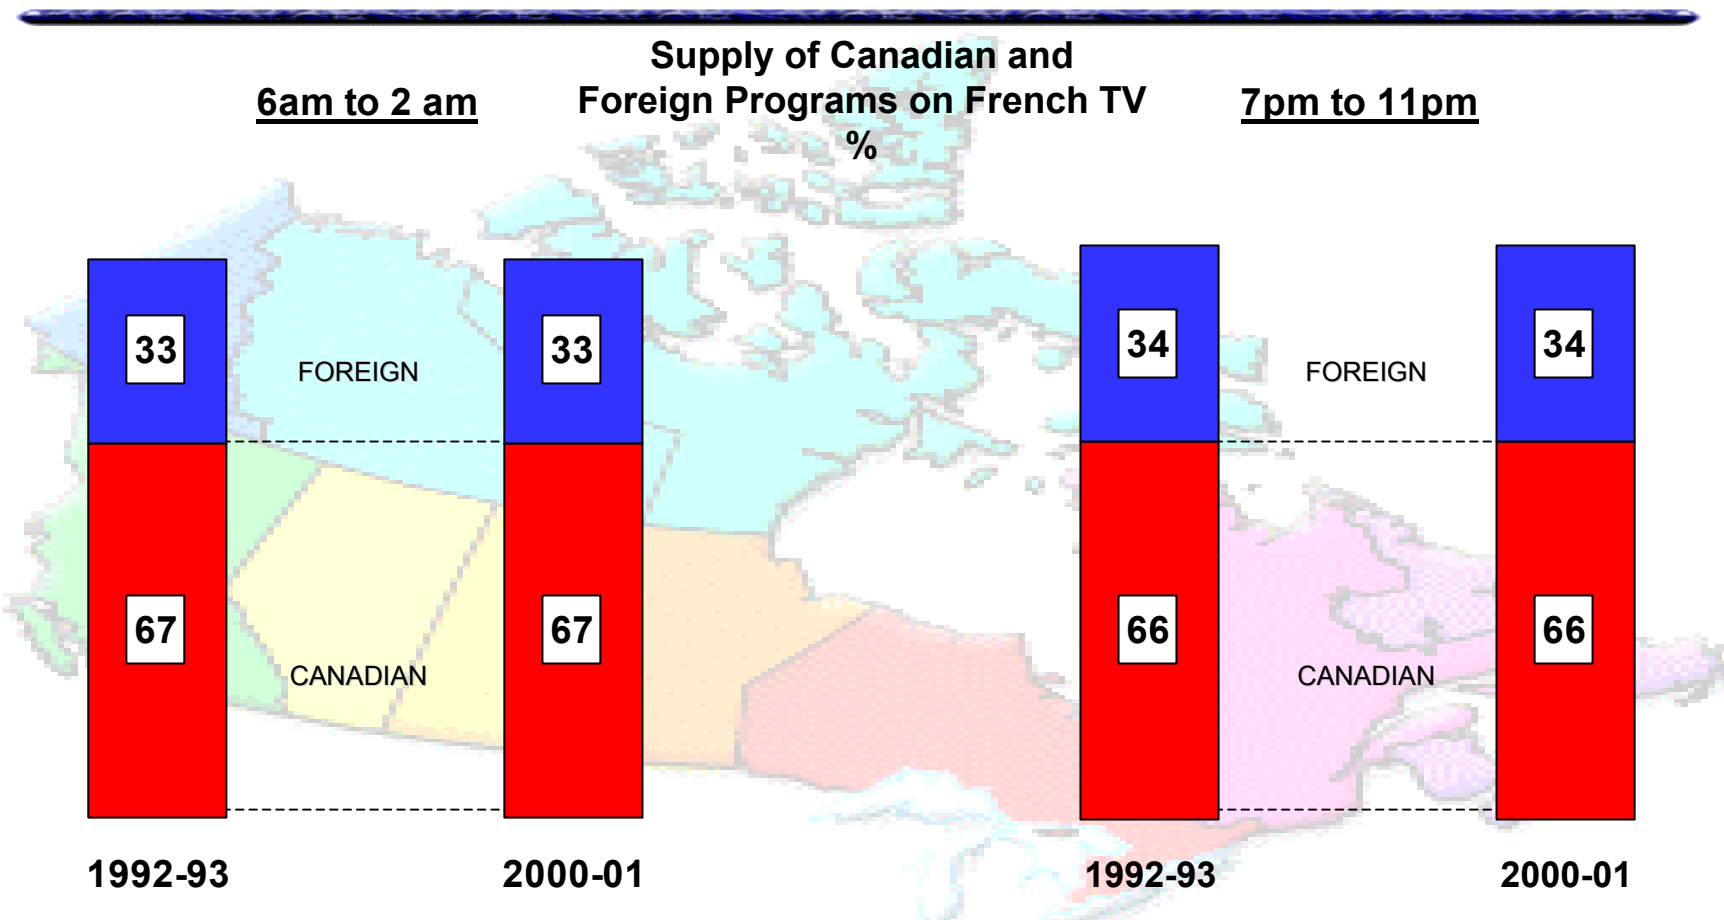 Supply of Canadian and
Foreign Programs on French TV
%
6am to 2 am
7pm to 11pm
33
33
FOREIGN
67
67
CANADIAN
1992-93
2000-01
34
34
FOREIGN
66
66
CANADIAN
1992-93
2000-01